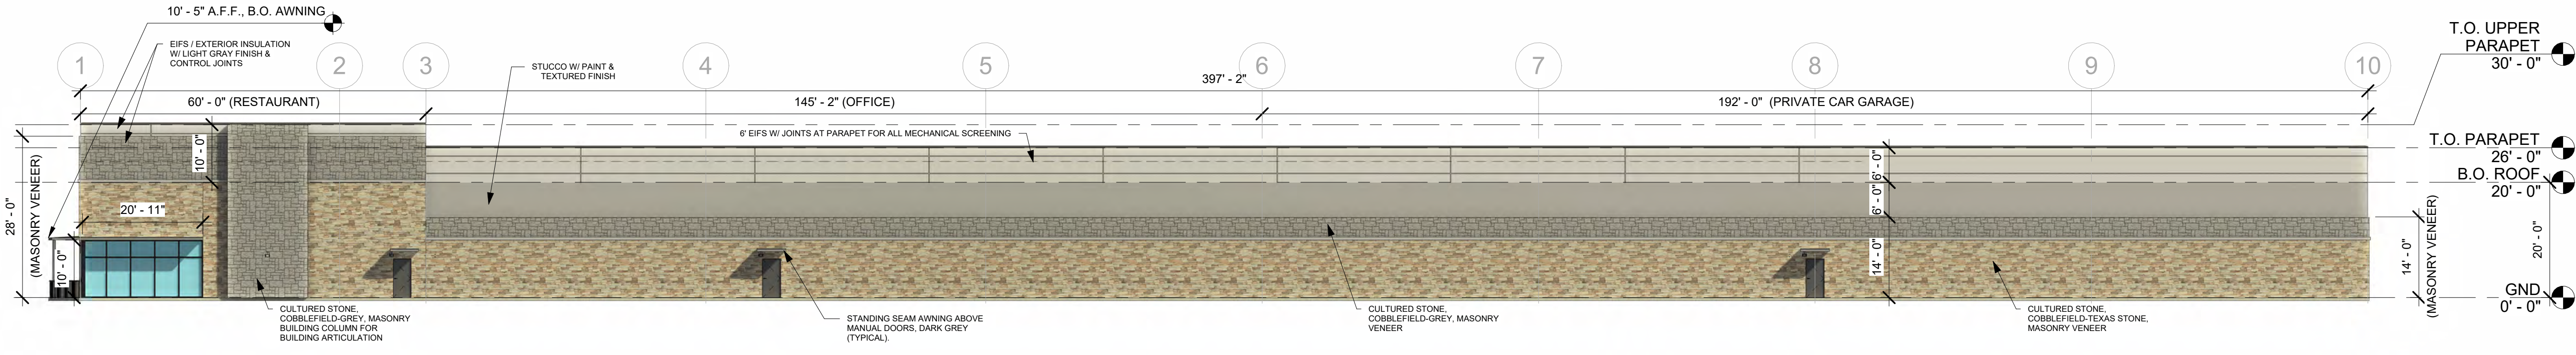 10' - 5" A.F.F., B.O. AWNING
EIFS / EXTERIOR INSULATION
W/ LIGHT GRAY FINISH &
CONTROL JOINTS
1
2
3
4
5
6
7
8
9
10
STUCCO W/ PAINT &
TEXTURED FINISH
397' - 2"
60' - 0" (RESTAURANT)
145' - 2" (OFFICE)
192' - 0" (PRIVATE CAR GARAGE)
6' EIFS W/ JOINTS AT PARAPET FOR ALL MECHANICAL SCREENING
T.O. UPPER
PARAPET
30' - 0"
T.O. PARAPET
26' - 0"
B.O. ROOF
20' - 0"
GND
0' - 0"
28' - 0"
(MASONRY VENEER)
10' - 0"
20' - 11"
10' - 0"
6' - 0"
6' - 0"
14' - 0"
14' - 0"
(MASONRY VENEER)
20' - 0"
CULTURED STONE,
COBBLEFIELD-GREY, MASONRY
BUILDING COLUMN FOR
BUILDING ARTICULATION
STANDING SEAM AWNING ABOVE
MANUAL DOORS, DARK GREY
(TYPICAL).
CULTURED STONE,
COBBLEFIELD-GREY, MASONRY
VENEER
CULTURED STONE,
COBBLEFIELD-TEXAS STONE,
MASONRY VENEER